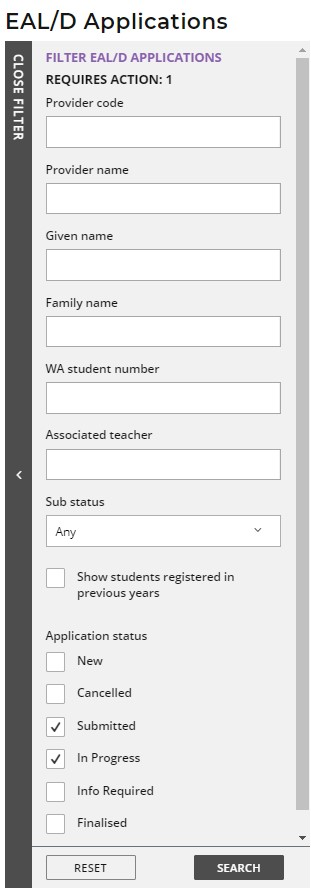 EAL/D Applications
CLOSE FILTER
FILTER EAL/D APPLICATIONS
REQUIRES ACTION: 1
Provider code
Provider name
Given name
Family name
WA student number
Associated teacher
Sub status
Any
Show students registered in
previous years
Application status
New
Cancelled
Submitted
In Progress
Info Required
Finalised
RESET
SEARCH